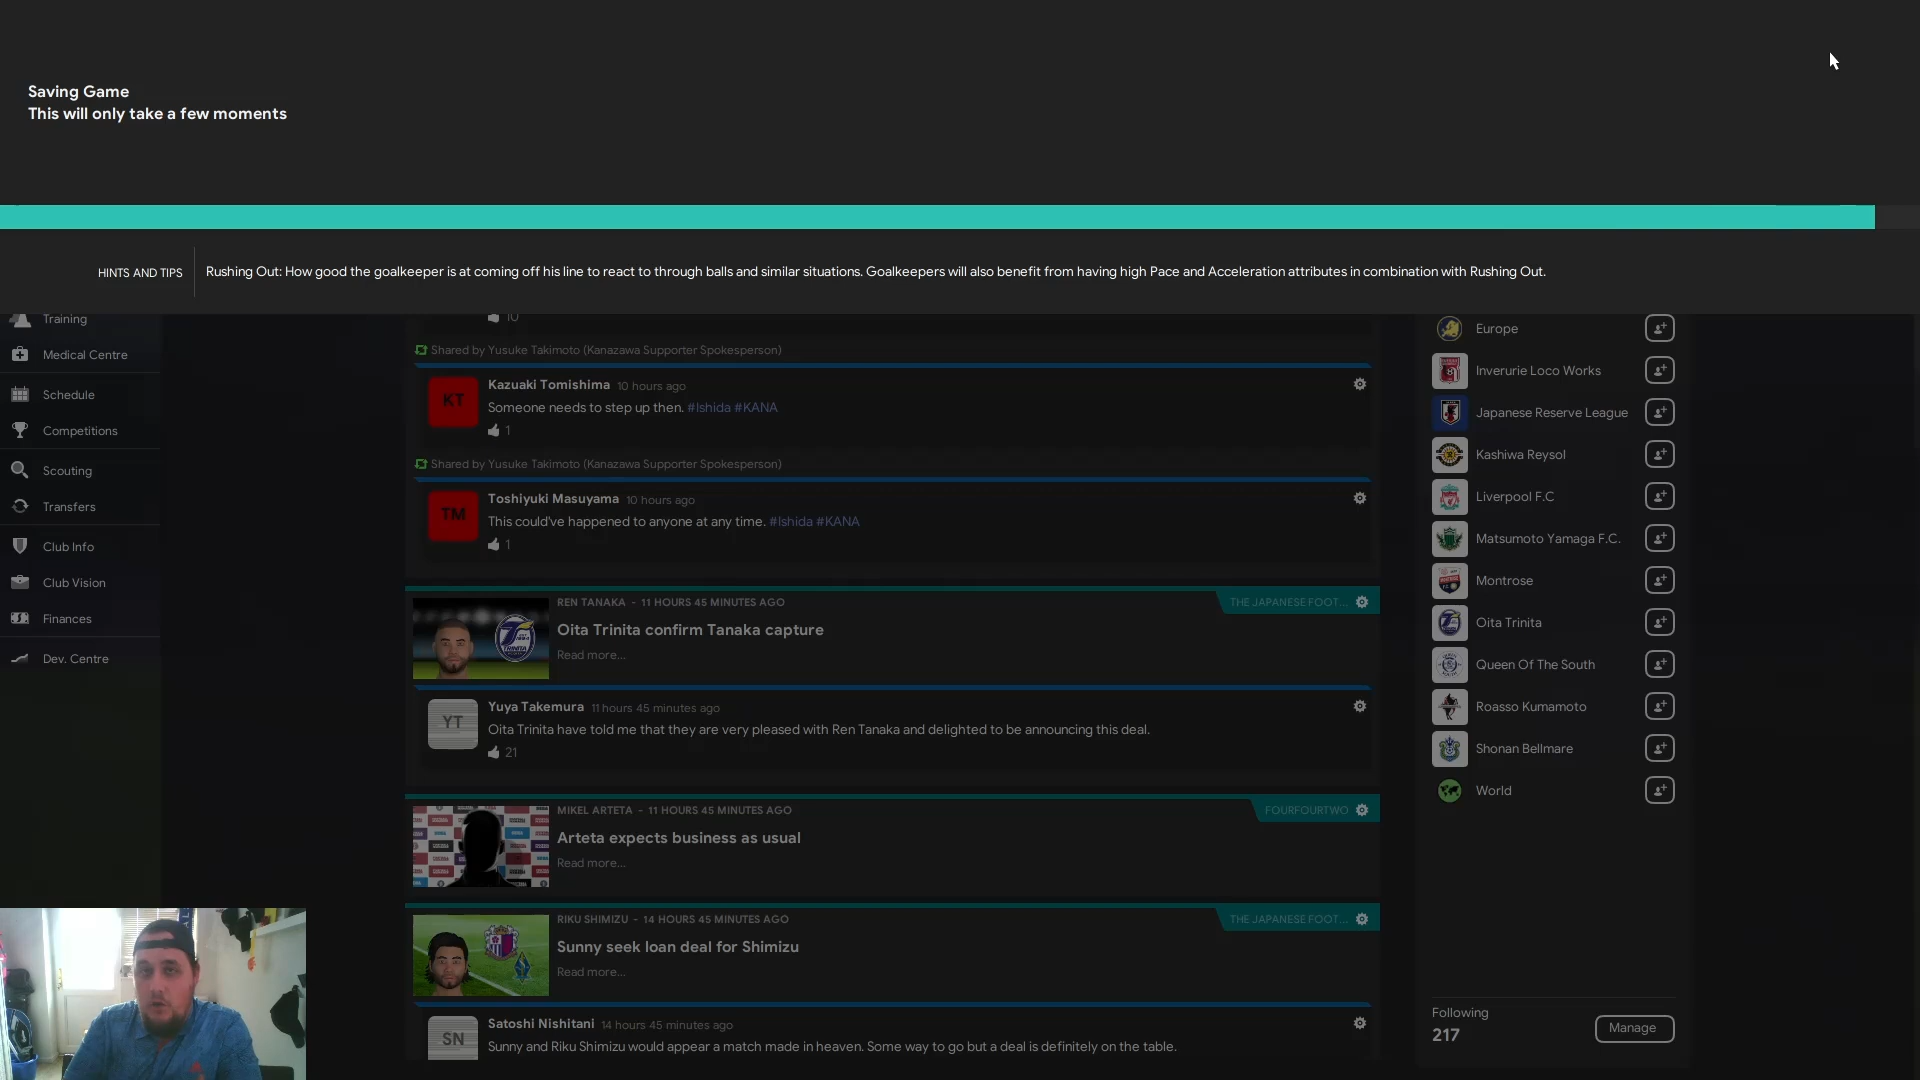 Saving Game
This will only take a few moments
HINTS AND TIPS
Rushing Out: How good the goalkeeper is at coming off his line to react to through balls and similar situations. Goalkeepers will also benefit from having high Pace and Acceleration attributes in combination with Rushing Out.
Training
Medical Centre
Schedule
Competitions
Scouting
Transfers
Club Info
Club Vision
Finances
Dev. Centre
10
Shared by Yusuke Takimoto (Kanazawa Supporter Spokesperson)
KT
Kazuaki Tomishima 10 hours ago
Someone needs to step up then. #Ishida #KANA
1
Shared by Yusuke Takimoto (Kanazawa Supporter Spokesperson)
TM
Toshiyuki Masuyama 10 hours ago
This could've happened to anyone at any time. #Ishida #KANA
1
REN TANAKA - 11 HOURS 45 MINUTES AGO
THE JAPANESE FOOT...
Oita Trinita confirm Tanaka capture
Read more...
TRINITA
YT
Yuya Takemura 11 hours 45 minutes ago
Oita Trinita have told me that they are very pleased with Ren Tanaka and delighted to be announcing this deal.
21
MIKEL ARTETA - 11 HOURS 45 MINUTES AGO
FOURFOURTWO
Arteta expects business as usual
Read more...
RIKU SHIMIZU - 14 HOURS 45 MINUTES AGO
THE JAPANESE FOOT...
Sunny seek loan deal for Shimizu
Read more...
SN
Satoshi Nishitani 14 hours 45 minutes ago
Sunny and Riku Shimizu would appear a match made in heaven. Some way to go but a deal is definitely on the table.
Europe
Inverurie Loco Works
Japanese Reserve League
Kashiwa Reysol
Liverpool F.C
Matsumoto Yamaga F.C.
Montrose
Oita Trinita
Queen Of The South
Roasso Kumamoto
Shonan Bellmare
World
Following
217
Manage